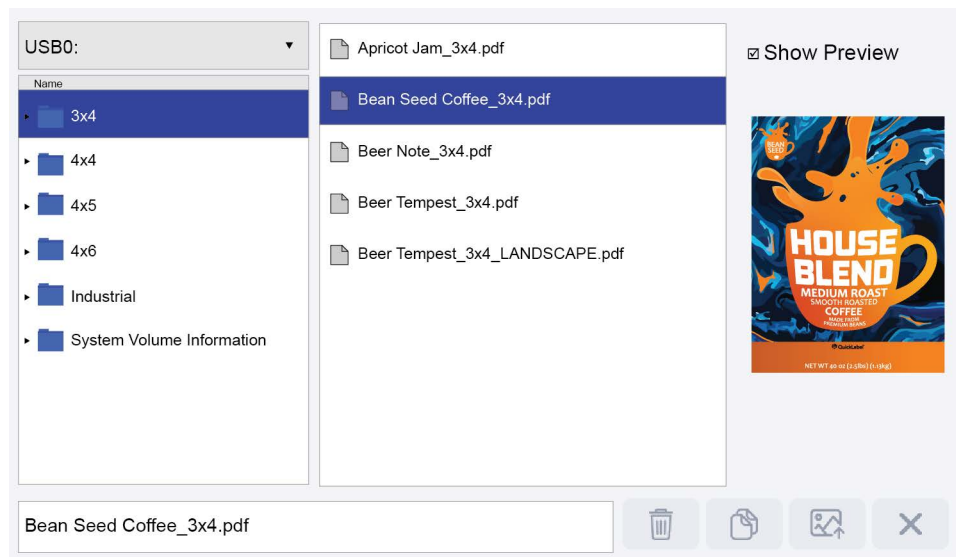 USB0:
Name
3x4
4x4
4x5
4x6
Industrial
System Volume Information
Apricot Jam_3x4.pdf
Bean Seed Coffee_3x4.pdf
Beer Note_3x4.pdf
Beer Tempest_3x4.pdf
Beer Tempest_3x4_LANDSCAPE.pdf
Show Preview
BEAN
SEED
HOUSE
BLEND
MEDIUM ROAST
SMOOTH ROASTED
COFFEE
MADE FROM
PREMIUM BEANS
QuickLabel
NET WT 40 oz (2.5lbs) (1.13kg)
Bean Seed Coffee_3x4.pdf